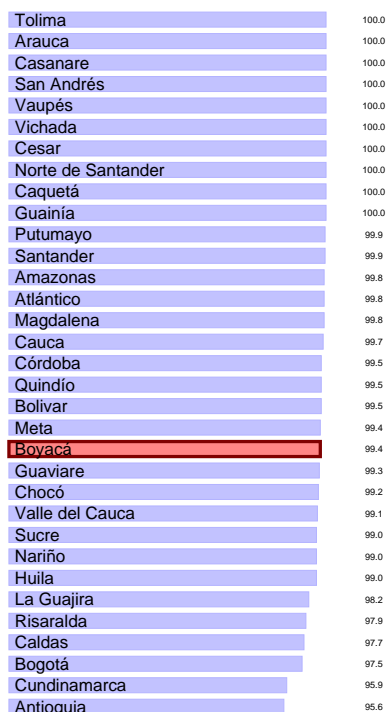 Tolima 100.0
Arauca 100.0
Casanare 100.0
San Andrés 100.0
Vaupés 100.0
Vichada 100.0
Cesar 100.0
Norte de Santander 100.0
Caquetá 100.0
Guainía 100.0
Putumayo 99.9
Santander 99.9
Amazonas 99.8
Atlántico 99.8
Magdalena 99.8
Cauca 99.7
Córdoba 99.5
Quindío 99.5
Bolivar 99.5
Meta 99.4
Boyacá 99.4
Guaviare 99.3
Chocó 99.2
Valle del Cauca 99.1
Sucre 99.0
Nariño 99.0
Huila 99.0
La Guajira 98.2
Risaralda 97.9
Caldas 97.7
Bogotá 97.5
Cundinamarca 95.9
Antioquia 95.6